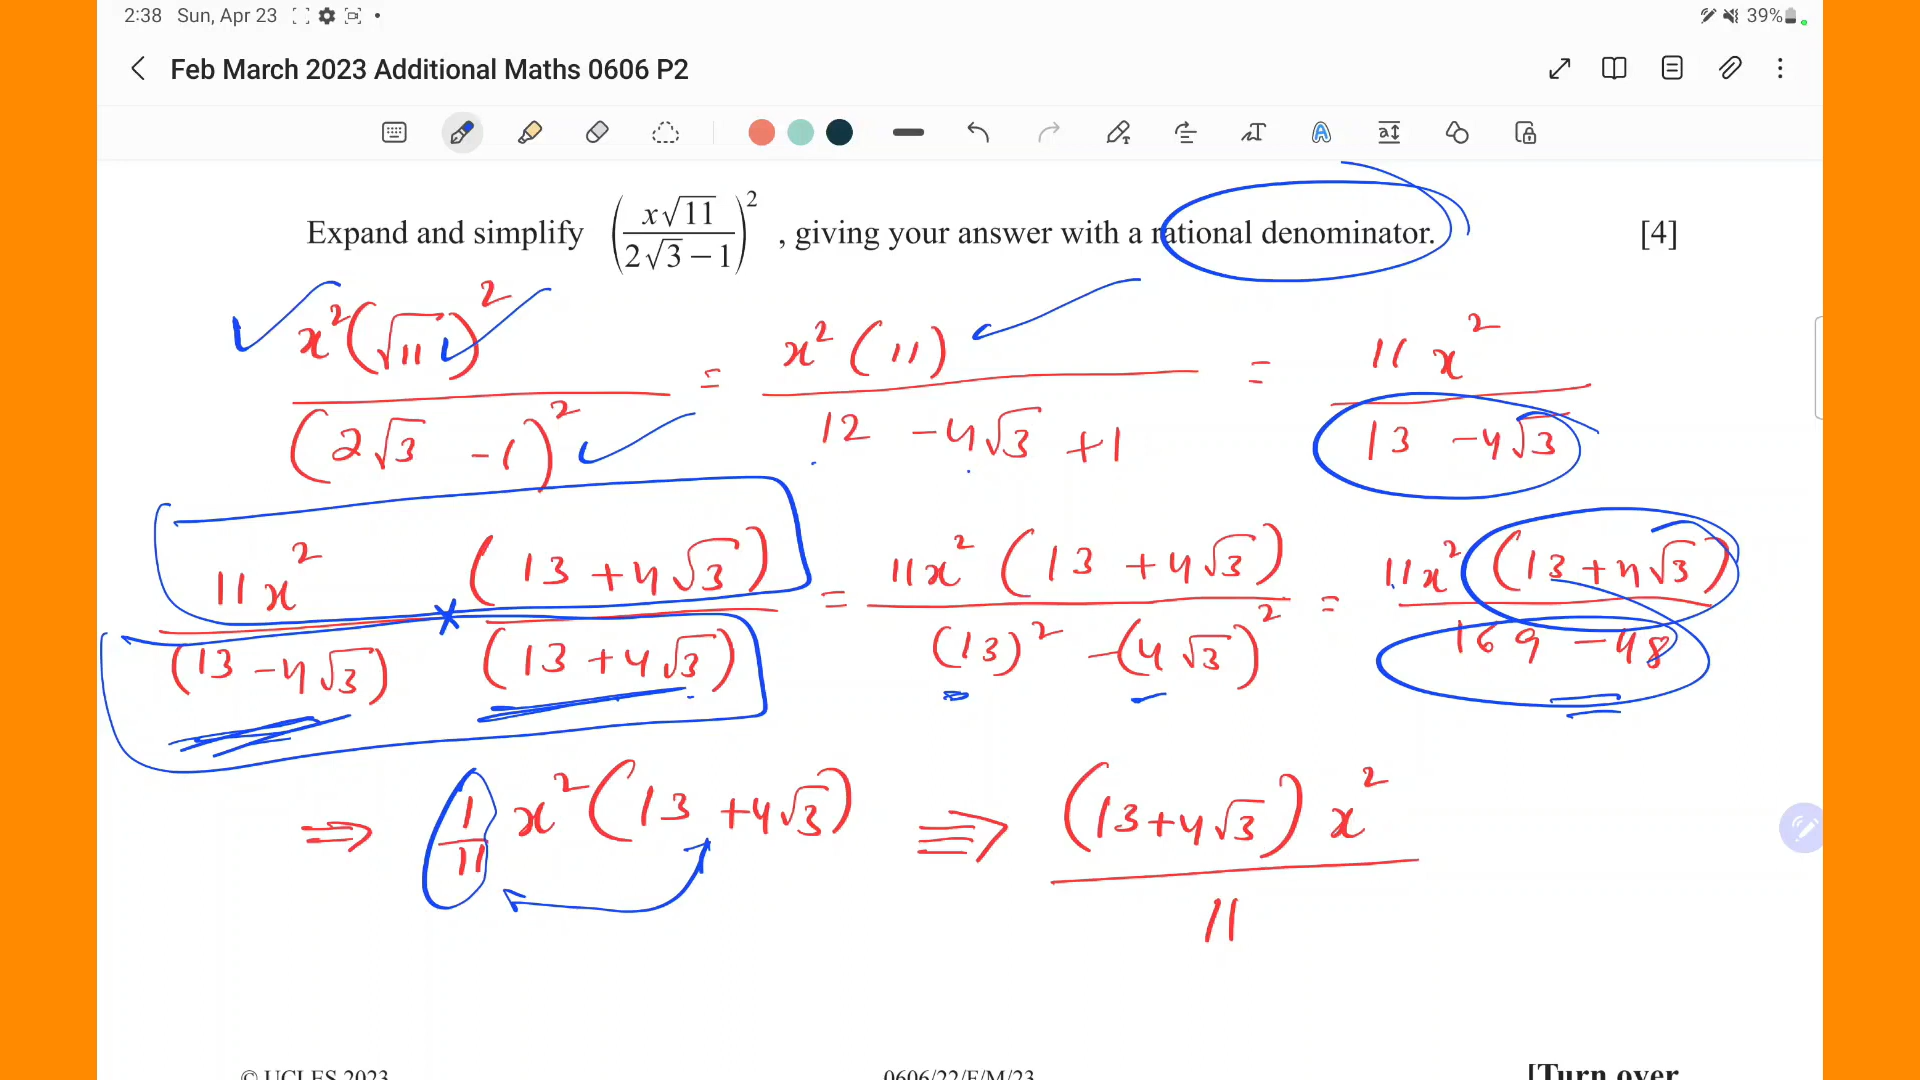 2:38 Sun, Apr 23
39%
Feb March 2023 Additional Maths 0606 P2
Expand and simplify (x√11 / 2√3 − 1)², giving your answer with a rational denominator. [4]
x²(√11)² / (2√3 − 1)² = x²(11) / 12 − 4√3 + 1 = 11x² / 13 − 4√3
11x² / (13 − 4√3) × (13 + 4√3) / (13 + 4√3) = 11x²(13 + 4√3) / (13)² − (4√3)² = 11x²(13 + 4√3) / 169 − 48
⇒ 1/11 x²(13 + 4√3) ⇒ (13 + 4√3)x² / 11
© UCLES 2023 0606/22/F/M/23 [Turn over